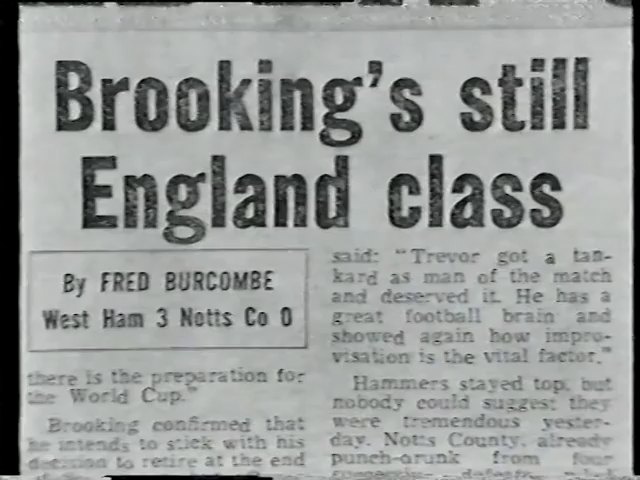 Brooking's still
England class
By FRED BURCOMBE
West Ham 3 Notts Co 0
there is the preparation for
the World Cup."
Brooking confirmed that
he intends to stick with his
decision to retire at the end
said: "Trevor got a tan-
kard as man of the match
and deserved it. He has a
great football brain and
showed again how impro-
visation is the vital factor."
Hammers stayed top, but
nobody could suggest they
were tremendous yester-
day. Notts County, already
punch-drunk from four